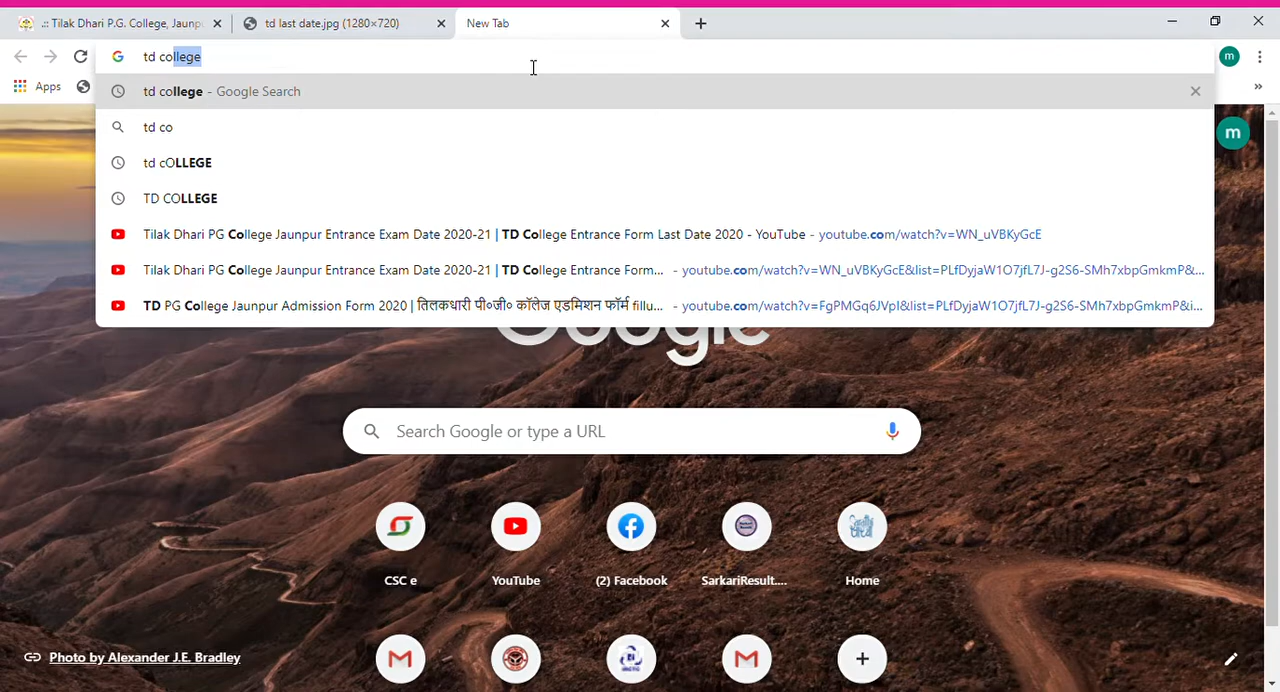 .:: Tilak Dhari P.G. College, Jaunp
td last date.jpg (1280×720)
New Tab
td college
m
Apps
td college - Google Search
td co
m
td cOLLEGE
TD COLLEGE
Tilak Dhari PG College Jaunpur Entrance Exam Date 2020-21 | TD College Entrance Form Last Date 2020 - YouTube - youtube.com/watch?v=WN_uVBKyGcE
Tilak Dhari PG College Jaunpur Entrance Exam Date 2020-21 | TD College Entrance Form... - youtube.com/watch?v=WN_uVBKyGcE&list=PLfDyjaW1O7jfL7J-g2S6-SMh7xbpGmkmP&...
TD PG College Jaunpur Admission Form 2020 | तिलकधारी पी०जी० कॉलेज एडमिशन फॉर्म fillu... - youtube.com/watch?v=FgPMGq6JVpI&list=PLfDyjaW1O7jfL7J-g2S6-SMh7xbpGmkmP&i...
Google
Search Google or type a URL
CSC e
YouTube
(2) Facebook
SarkariResult....
Home
Photo by Alexander J.E. Bradley